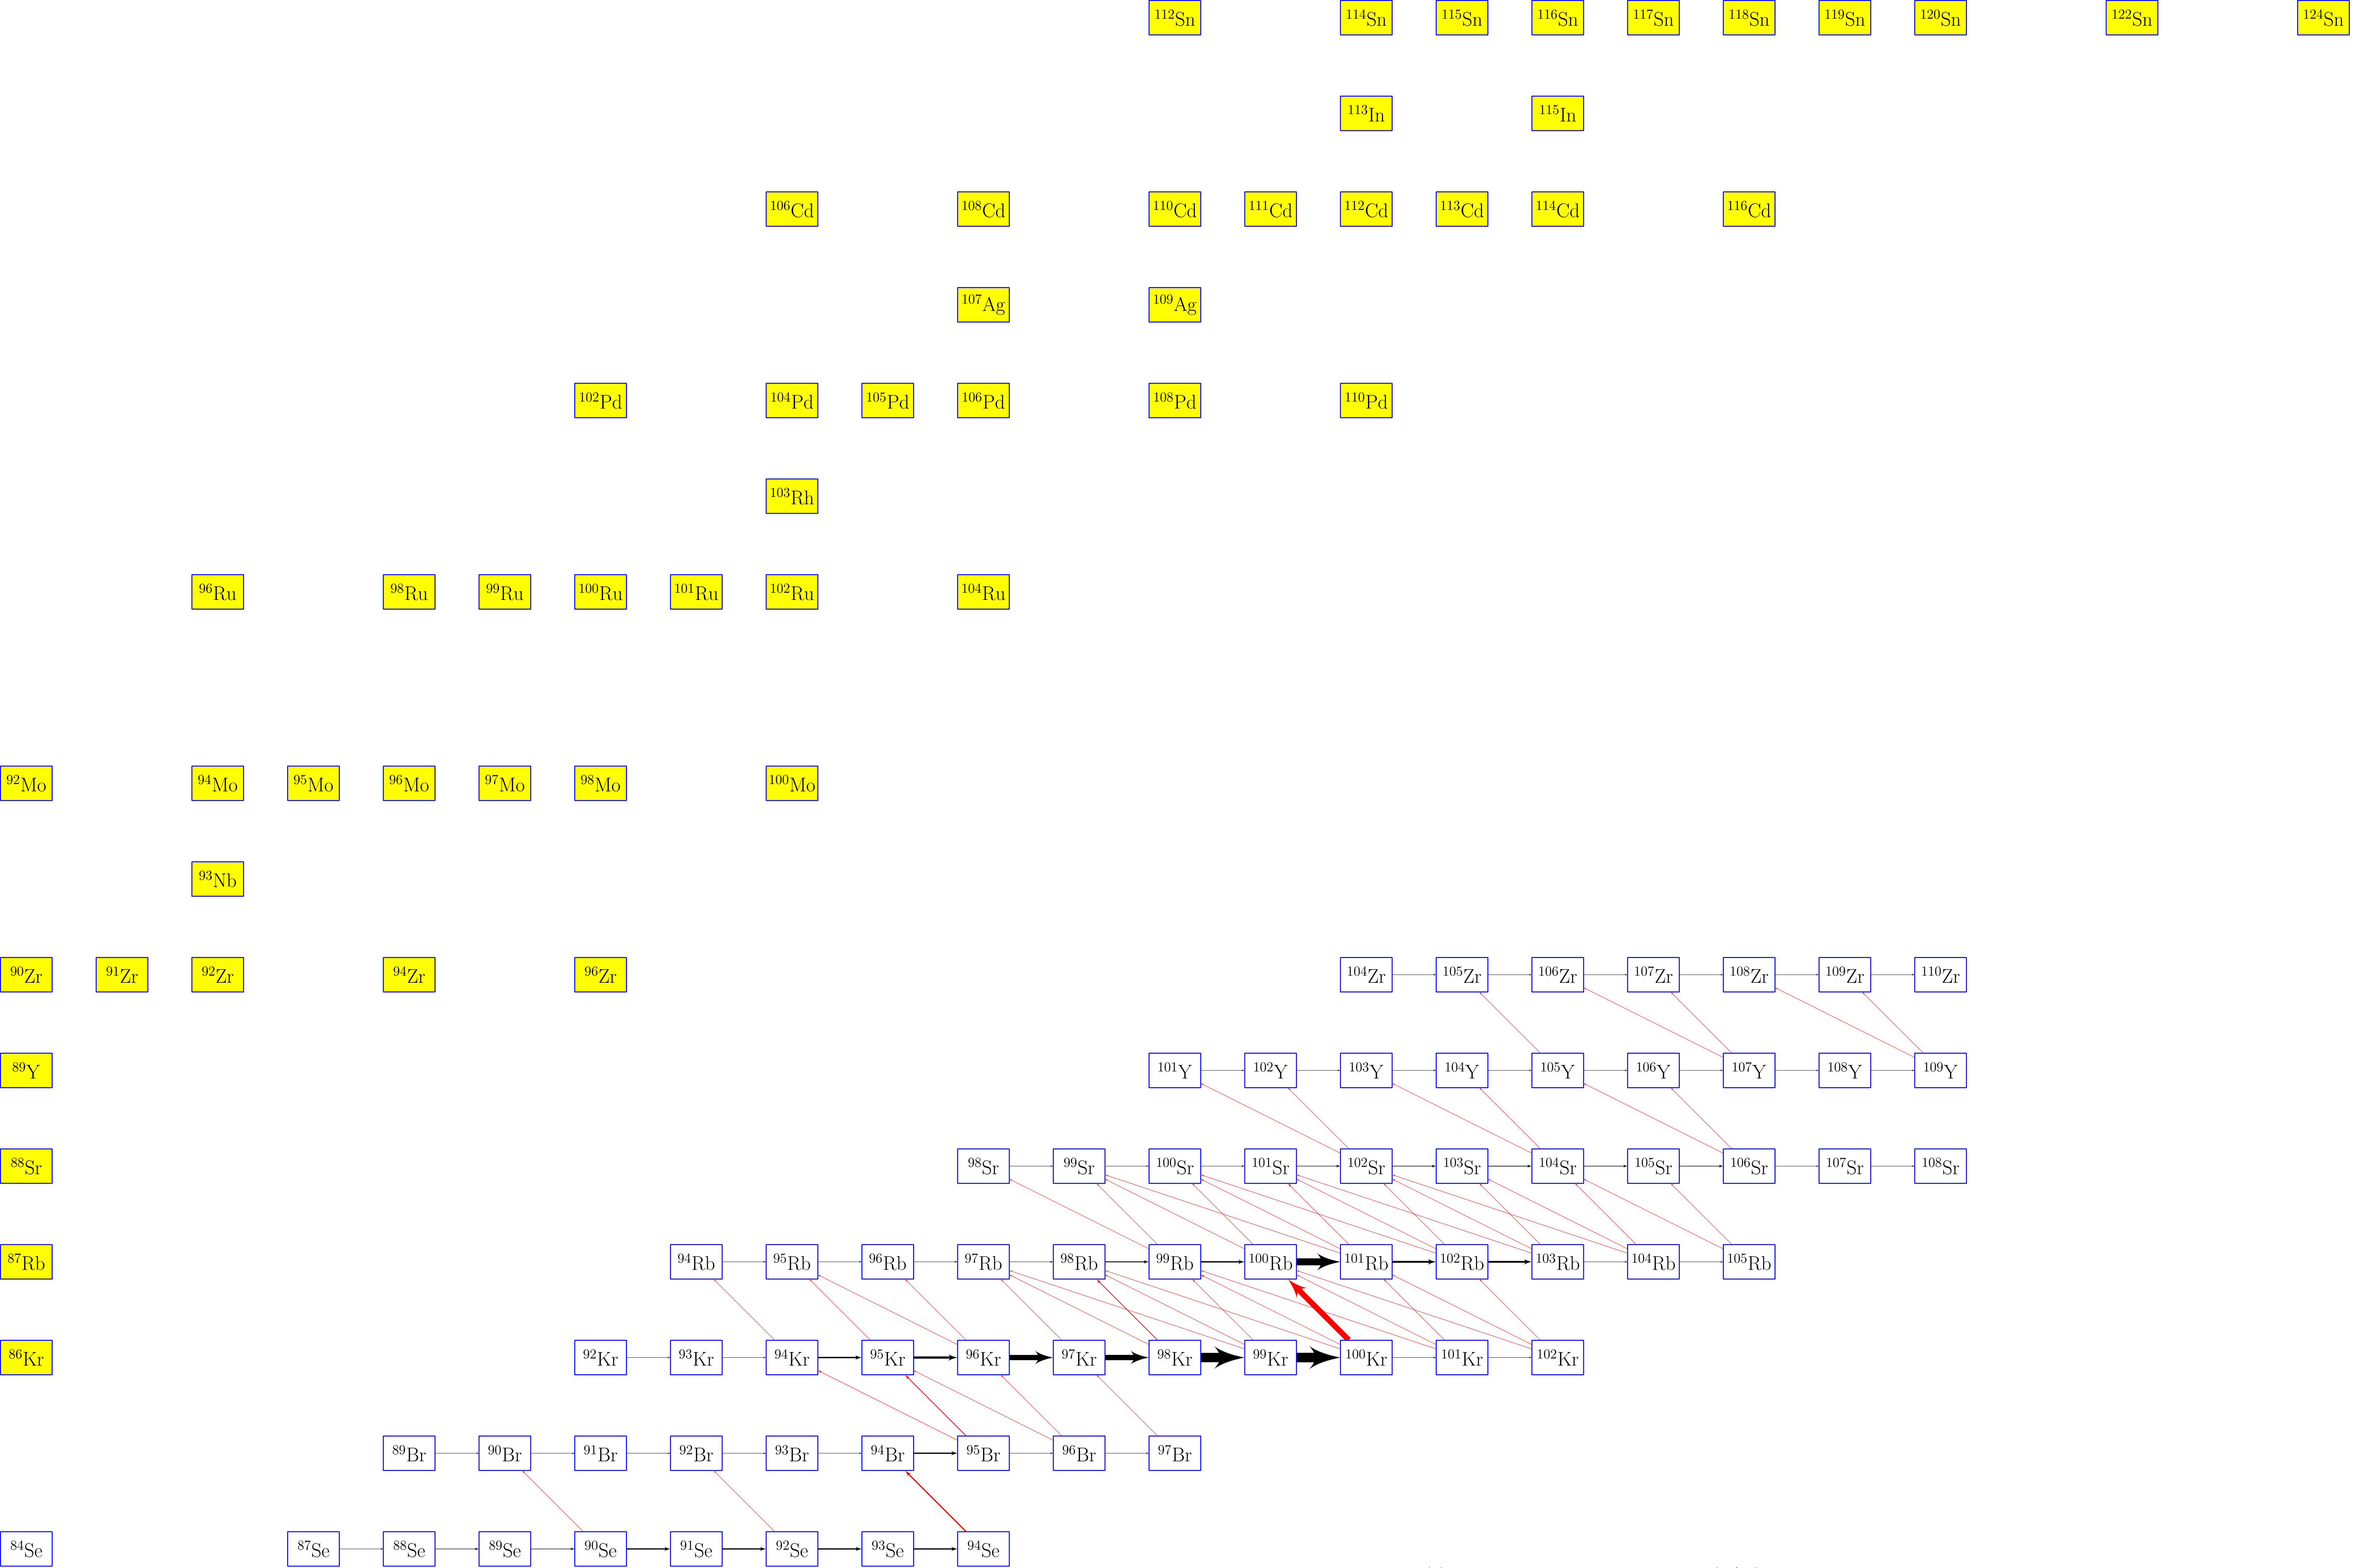 ¹¹²Sn ¹¹⁴Sn ¹¹⁵Sn ¹¹⁶Sn ¹¹⁷Sn ¹¹⁸Sn ¹¹⁹Sn ¹²⁰Sn ¹²²Sn ¹²⁴Sn
¹¹³In ¹¹⁵In
¹⁰⁶Cd ¹⁰⁸Cd ¹¹⁰Cd ¹¹¹Cd ¹¹²Cd ¹¹³Cd ¹¹⁴Cd ¹¹⁶Cd
¹⁰⁷Ag ¹⁰⁹Ag
¹⁰²Pd ¹⁰⁴Pd ¹⁰⁵Pd ¹⁰⁶Pd ¹⁰⁸Pd ¹¹⁰Pd
¹⁰³Rh
⁹⁶Ru ⁹⁸Ru ⁹⁹Ru ¹⁰⁰Ru ¹⁰¹Ru ¹⁰²Ru ¹⁰⁴Ru
⁹²Mo ⁹⁴Mo ⁹⁵Mo ⁹⁶Mo ⁹⁷Mo ⁹⁸Mo ¹⁰⁰Mo
⁹³Nb
⁹⁰Zr ⁹¹Zr ⁹²Zr ⁹⁴Zr ⁹⁶Zr ¹⁰⁴Zr ¹⁰⁵Zr ¹⁰⁶Zr ¹⁰⁷Zr ¹⁰⁸Zr ¹⁰⁹Zr ¹¹⁰Zr
⁸⁹Y ¹⁰¹Y ¹⁰²Y ¹⁰³Y ¹⁰⁴Y ¹⁰⁵Y ¹⁰⁶Y ¹⁰⁷Y ¹⁰⁸Y ¹⁰⁹Y
⁸⁸Sr ⁹⁸Sr ⁹⁹Sr ¹⁰⁰Sr ¹⁰¹Sr ¹⁰²Sr ¹⁰³Sr ¹⁰⁴Sr ¹⁰⁵Sr ¹⁰⁶Sr ¹⁰⁷Sr ¹⁰⁸Sr
⁸⁷Rb ⁹⁴Rb ⁹⁵Rb ⁹⁶Rb ⁹⁷Rb ⁹⁸Rb ⁹⁹Rb ¹⁰⁰Rb ¹⁰¹Rb ¹⁰²Rb ¹⁰³Rb ¹⁰⁴Rb ¹⁰⁵Rb
⁸⁶Kr ⁹²Kr ⁹³Kr ⁹⁴Kr ⁹⁵Kr ⁹⁶Kr ⁹⁷Kr ⁹⁸Kr ⁹⁹Kr ¹⁰⁰Kr ¹⁰¹Kr ¹⁰²Kr
⁸⁹Br ⁹⁰Br ⁹¹Br ⁹²Br ⁹³Br ⁹⁴Br ⁹⁵Br ⁹⁶Br ⁹⁷Br
⁸⁴Se ⁸⁷Se ⁸⁸Se ⁸⁹Se ⁹⁰Se ⁹¹Se ⁹²Se ⁹³Se ⁹⁴Se